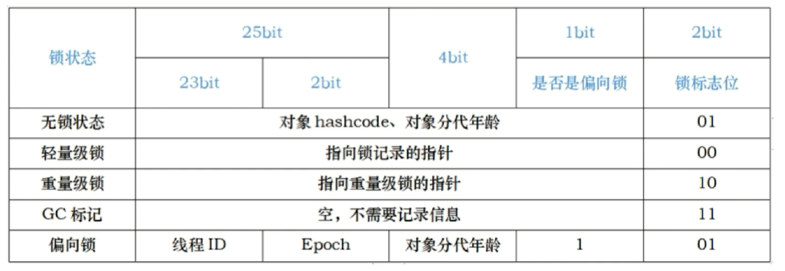 锁状态 25bit 4bit 1bit 2bit
23bit 2bit 是否是偏向锁 锁标志位
无锁状态 对象 hashcode、对象分代年龄 01
轻量级锁 指向锁记录的指针 00
重量级锁 指向重量级锁的指针 10
GC 标记 空，不需要记录信息 11
偏向锁 线程 ID Epoch 对象分代年龄 1 01